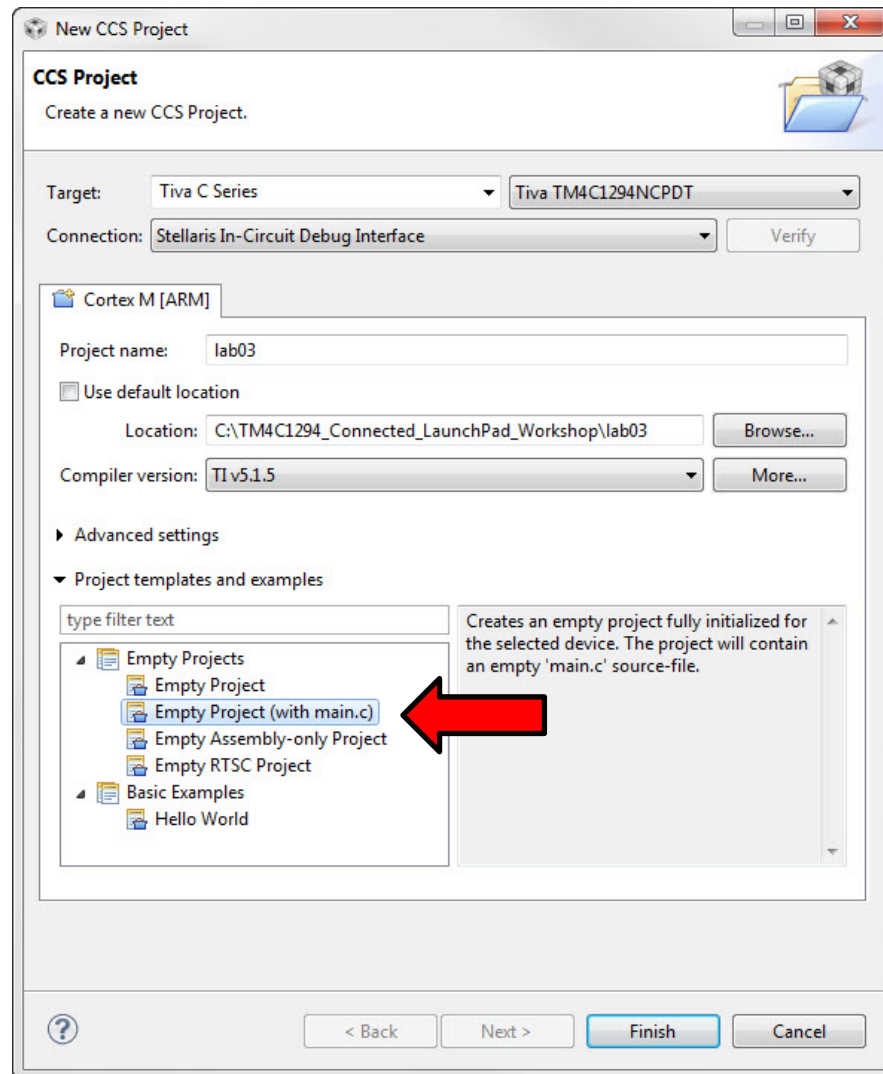 New CCS Project
CCS Project
Create a new CCS Project.
Target: Tiva C Series Tiva TM4C1294NCPDT
Connection: Stellaris In-Circuit Debug Interface Verify
Cortex M [ARM]
Project name: lab03
Use default location
Location: C:\TM4C1294_Connected_LaunchPad_Workshop\lab03 Browse...
Compiler version: TI v5.1.5 More...
Advanced settings
Project templates and examples
type filter text
Empty Projects
Empty Project
Empty Project (with main.c)
Empty Assembly-only Project
Empty RTSC Project
Basic Examples
Hello World
Creates an empty project fully initialized for
the selected device. The project will contain
an empty 'main.c' source-file.
? < Back Next > Finish Cancel